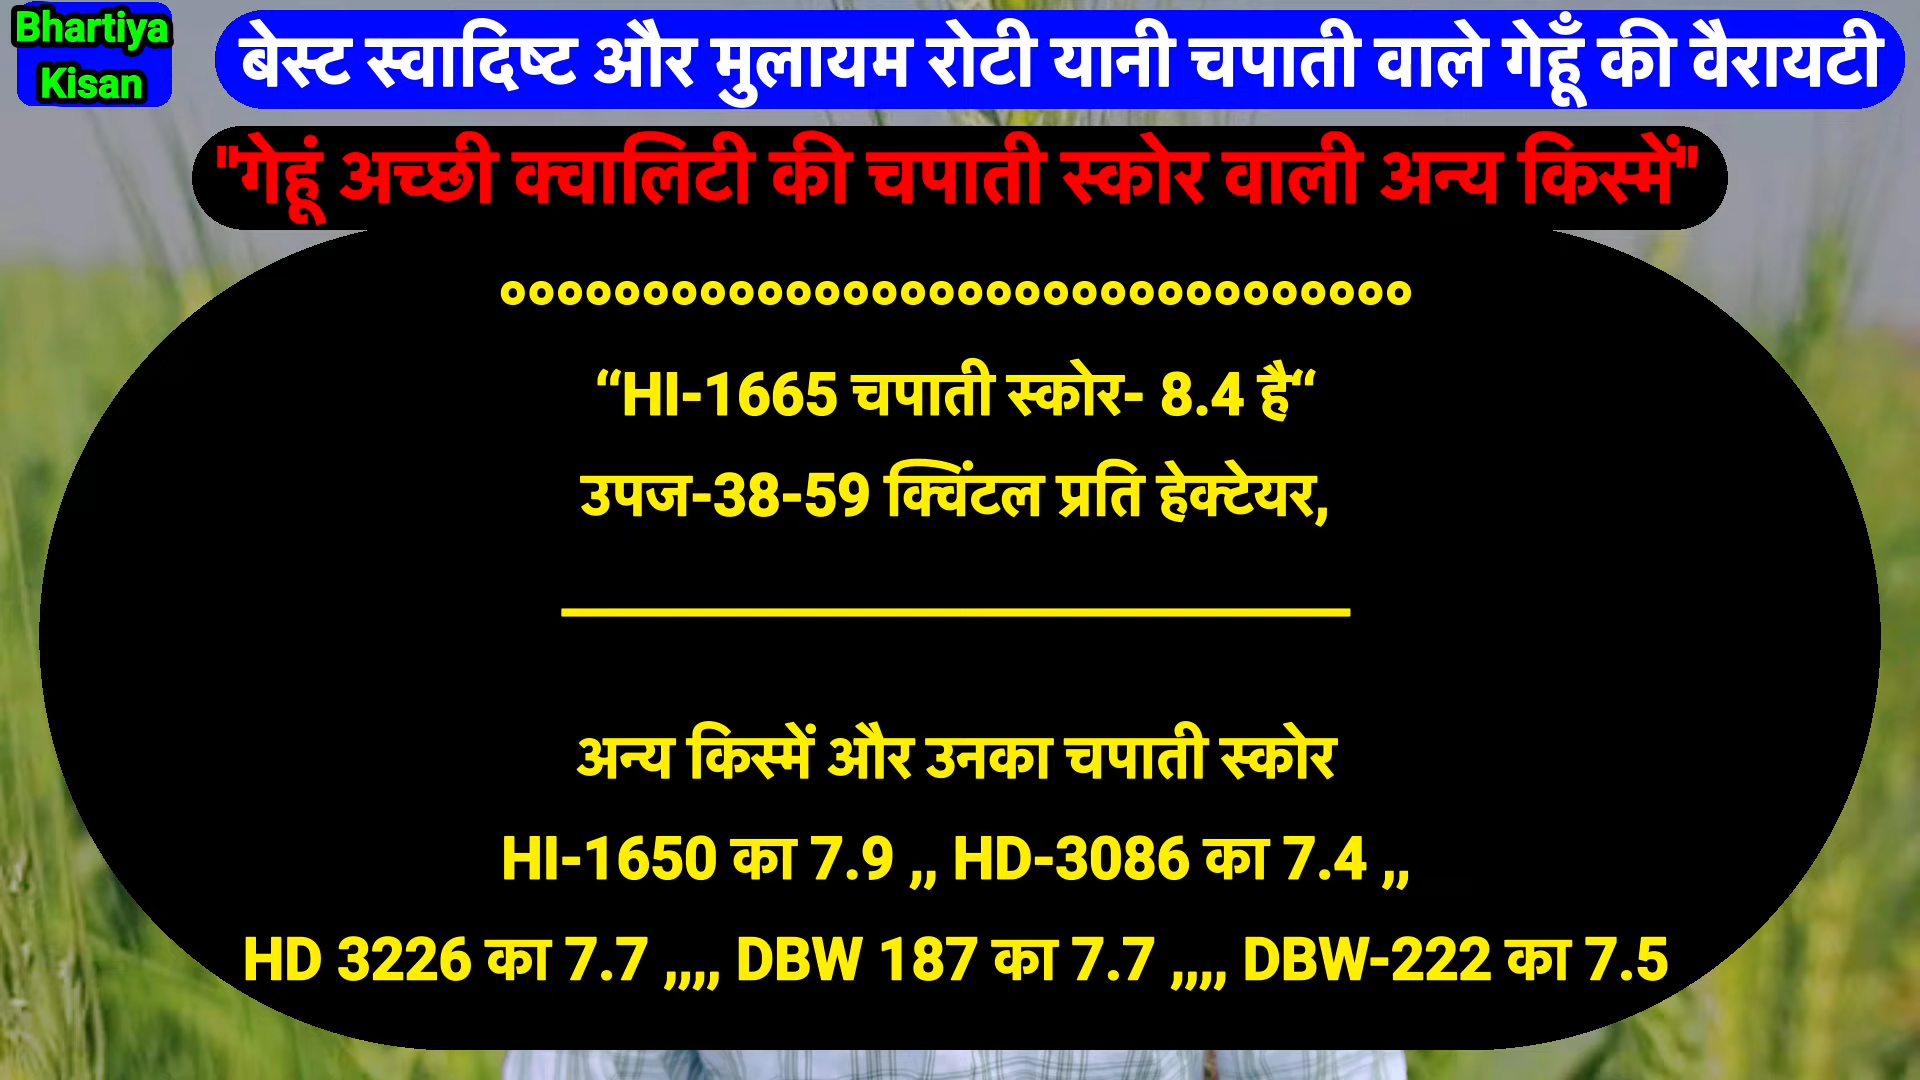 Bhartiya
Kisan
बेस्ट स्वादिष्ट और मुलायम रोटी यानी चपाती वाले गेहूँ की वैरायटी
"गेहूं अच्छी क्वालिटी की चपाती स्कोर वाली अन्य किस्में"
०००००००००००००००००००००००००००००००००
“HI-1665 चपाती स्कोर- 8.4 है“
उपज-38-59 क्विंटल प्रति हेक्टेयर,
अन्य किस्में और उनका चपाती स्कोर
HI-1650 का 7.9 ,, HD-3086 का 7.4 ,,
HD 3226 का 7.7 ,,,, DBW 187 का 7.7 ,,,, DBW-222 का 7.5